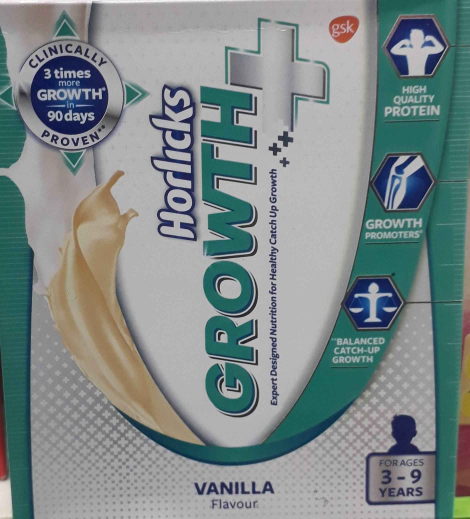 CLINICALLY
3 times
more
GROWTH*
in
90 days
PROVEN**
gsk
Horlicks
GROWTH+
Expert Designed Nutrition for Healthy Catch Up Growth
HIGH
QUALITY
PROTEIN
GROWTH
PROMOTERS^
**BALANCED
CATCH-UP
GROWTH
VANILLA
Flavour
FOR AGES
3 - 9
YEARS